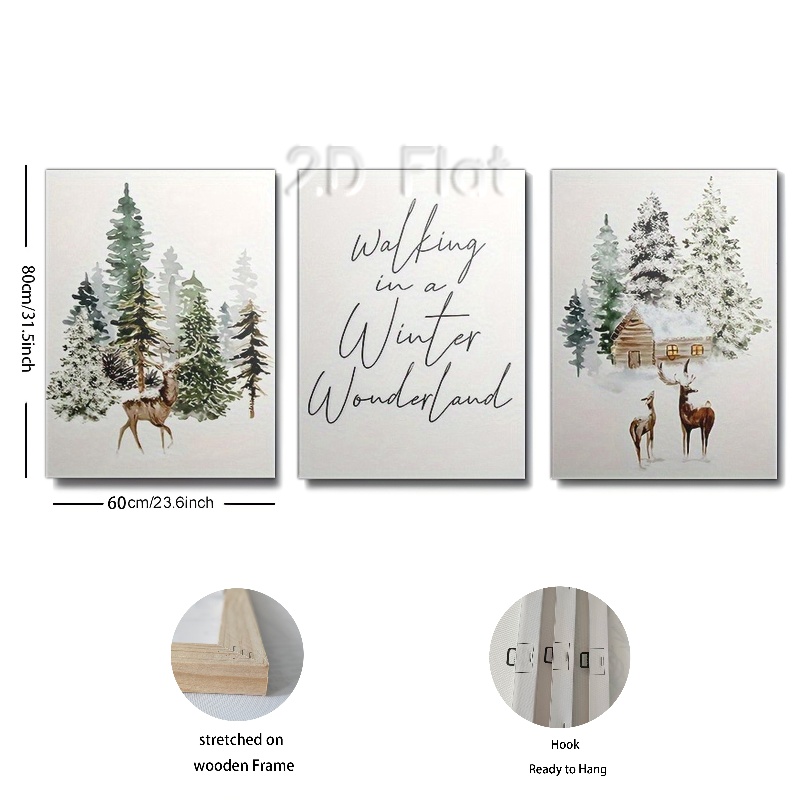 2D Flat
80cm/31.5inch
Walking
in a
Winter
Wonderland
60cm/23.6inch
stretched on
wooden Frame
Hook
Ready to Hang